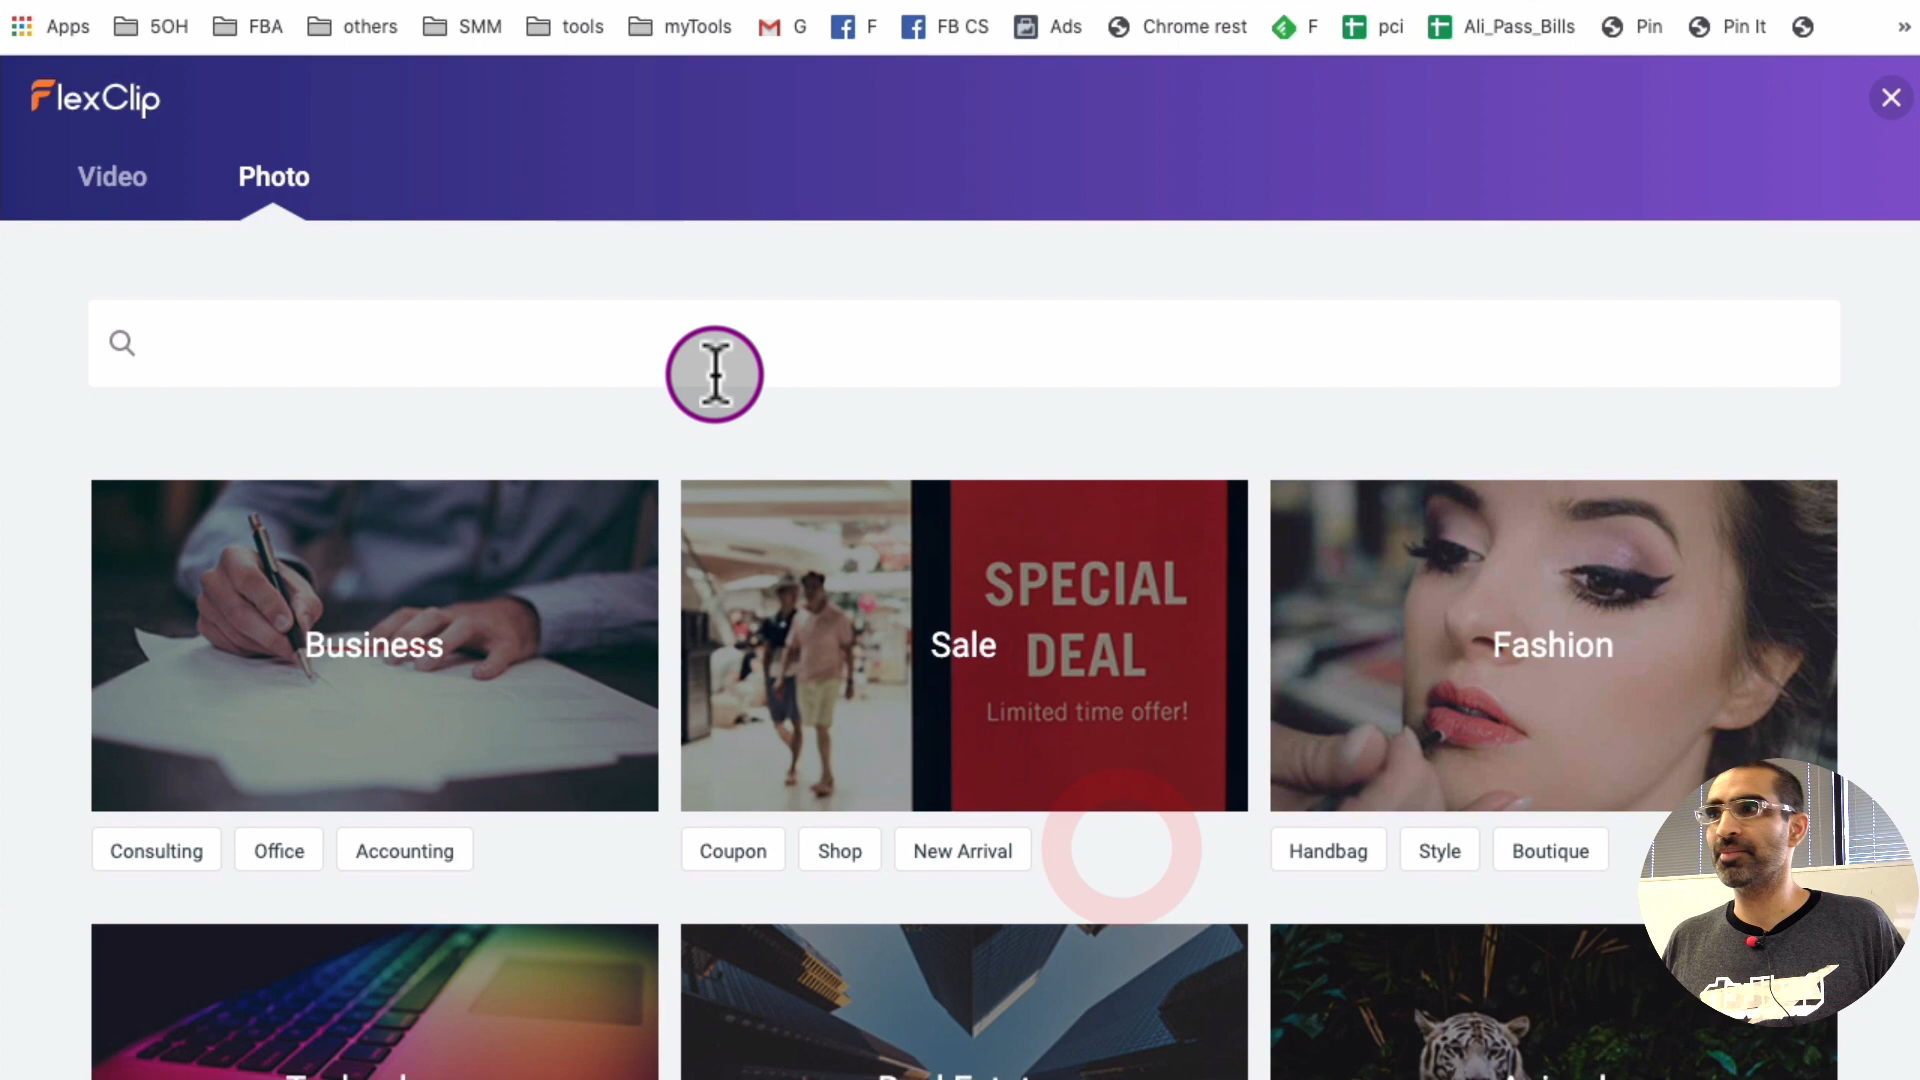 Apps 5OH FBA others SMM tools myTools G F FB CS Ads Chrome rest F pci Ali_Pass_Bills Pin Pin It »
FlexClip
Video Photo
SPECIAL
DEAL
Limited time offer!
Business Sale Fashion
Consulting Office Accounting Coupon Shop New Arrival Handbag Style Boutique